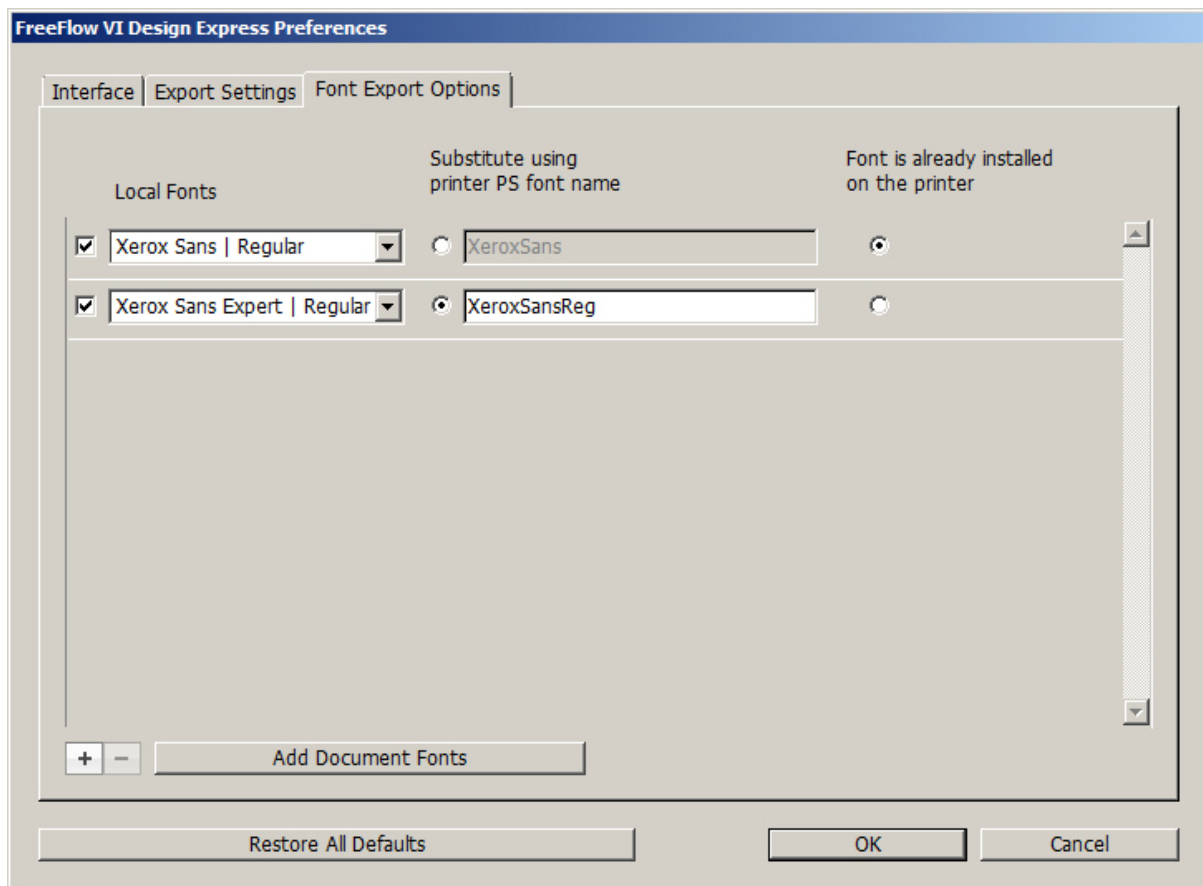 FreeFlow VI Design Express Preferences
Interface
Export Settings
Font Export Options
Local Fonts
Substitute using
printer PS font name
Font is already installed
on the printer
Xerox Sans | Regular
XeroxSans
Xerox Sans Expert | Regular
XeroxSansReg
+
−
Add Document Fonts
Restore All Defaults
OK
Cancel